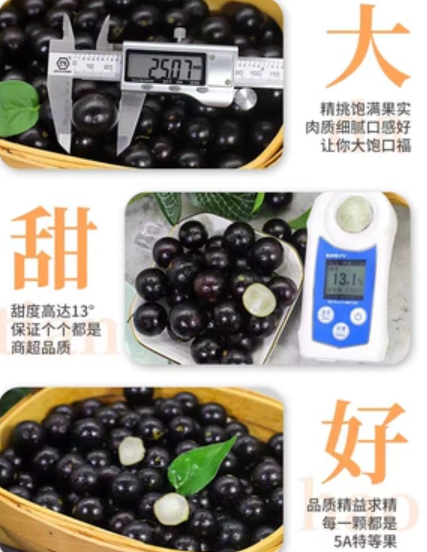 大
25.07
精挑饱满果实
肉质细腻口感好
让你大饱口福
甜
甜度高达13°
保证个个都是
商超品质
13.1
好
品质精益求精
每一颗都是
5A特等果